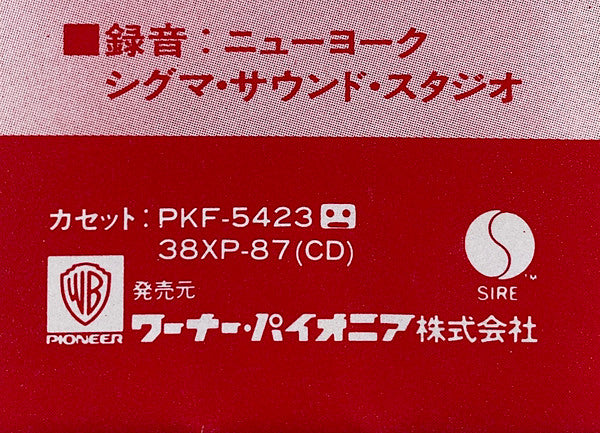 ■録音：ニューヨーク
シグマ・サウンド・スタジオ
カセット：PKF-5423
38XP-87(CD)
WB
PIONEER
発売元
ワーナー・パイオニア株式会社
SIRE
™